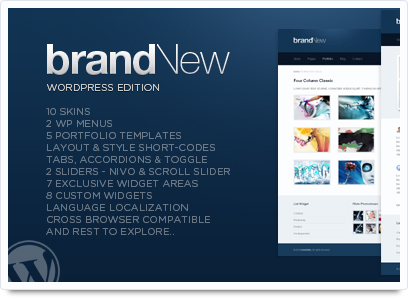 brandNew
WORDPRESS EDITION
10 SKINS
2 WP MENUS
5 PORTFOLIO TEMPLATES
LAYOUT & STYLE SHORT-CODES
TABS, ACCORDIONS & TOGGLE
2 SLIDERS - NIVO & SCROLL SLIDER
7 EXCLUSIVE WIDGET AREAS
8 CUSTOM WIDGETS
LANGUAGE LOCALIZATION
CROSS BROWSER COMPATIBLE
AND REST TO EXPLORE..
brandNew
Portfolio
Four Column Classic